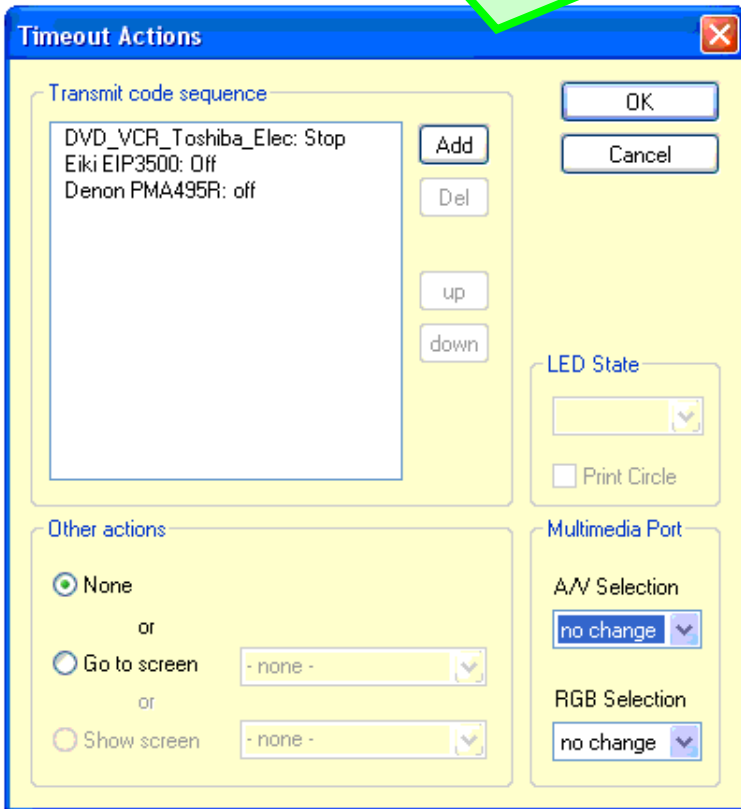 Timeout Actions
Transmit code sequence
DVD_VCR_Toshiba_Elec: Stop
Eiki EIP3500: Off
Denon PMA495R: off
Add
Del
up
down
OK
Cancel
LED State
Print Circle
Other actions
None
or
Go to screen
- none -
or
Show screen
- none -
Multimedia Port
A/V Selection
no change
RGB Selection
no change